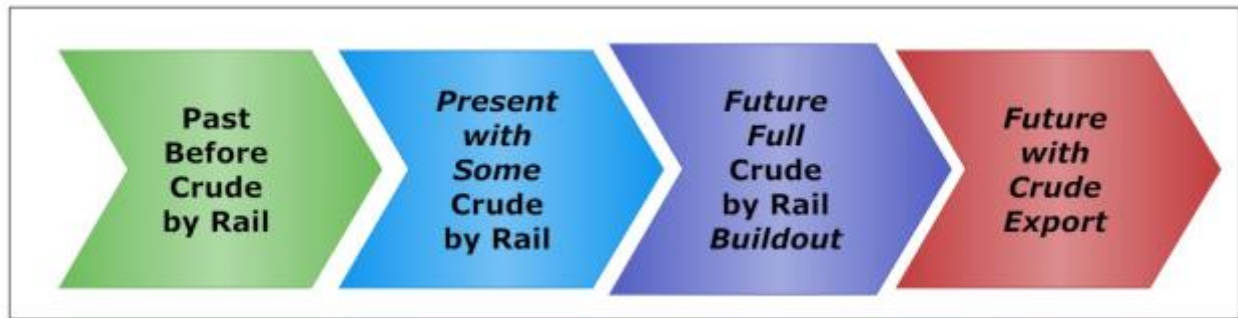 Past
Before
Crude
by Rail
Present
with
Some
Crude
by Rail
Future
Full
Crude
by Rail
Buildout
Future
with
Crude
Export